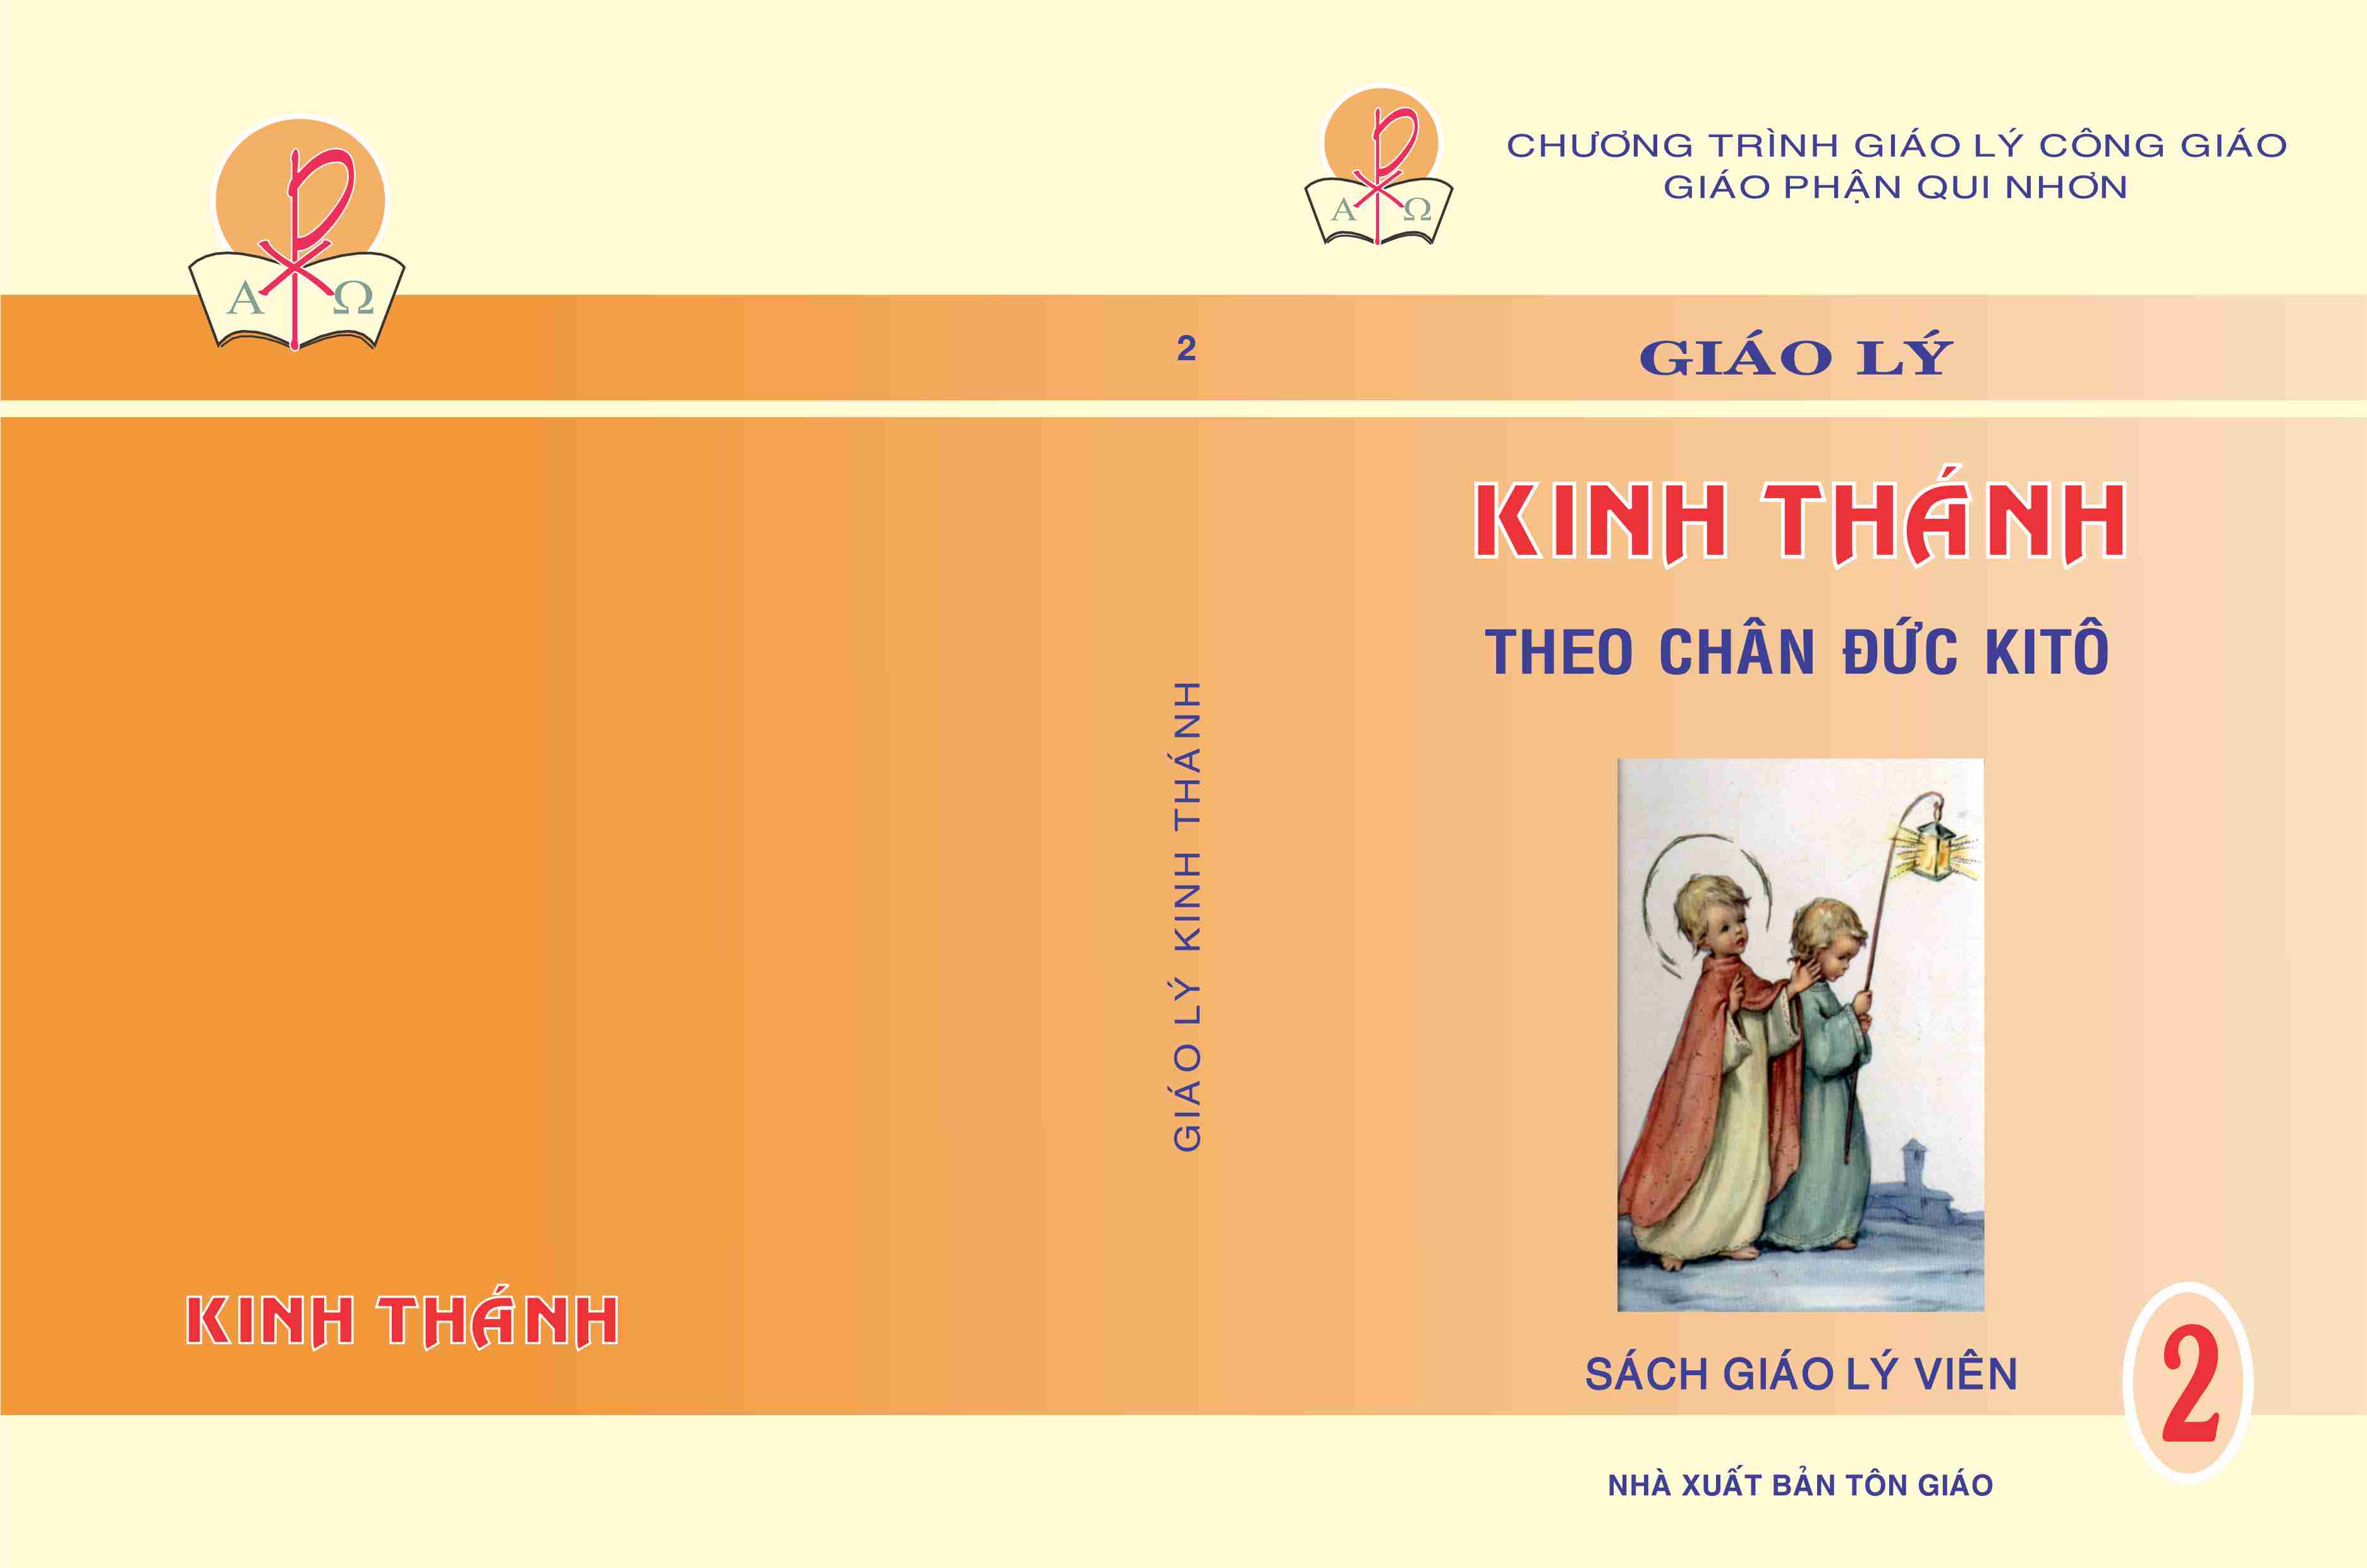 Α Ω
KINH THÁNH
2
GIÁO LÝ KINH THÁNH
Α Ω
CHƯƠNG TRÌNH GIÁO LÝ CÔNG GIÁO
GIÁO PHẬN QUI NHƠN
GIÁO LÝ
KINH THÁNH
THEO CHÂN ĐỨC KITÔ
SÁCH GIÁO LÝ VIÊN
2
NHÀ XUẤT BẢN TÔN GIÁO